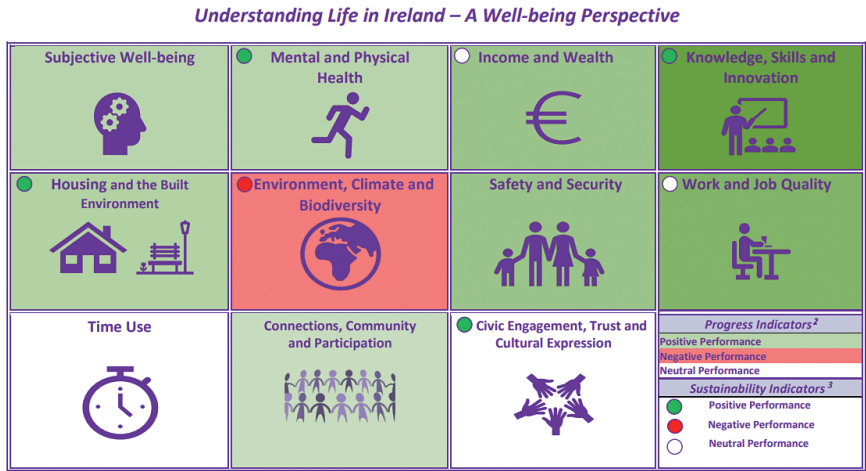 Understanding Life in Ireland – A Well-being Perspective
Subjective Well-being
Mental and Physical
Health
Income and Wealth
Knowledge, Skills and
Innovation
Housing and the Built
Environment
Environment, Climate and
Biodiversity
Safety and Security
Work and Job Quality
Time Use
Connections, Community
and Participation
Civic Engagement, Trust and
Cultural Expression
Progress Indicators²
Positive Performance
Negative Performance
Neutral Performance
Sustainability Indicators ³
Positive Performance
Negative Performance
Neutral Performance